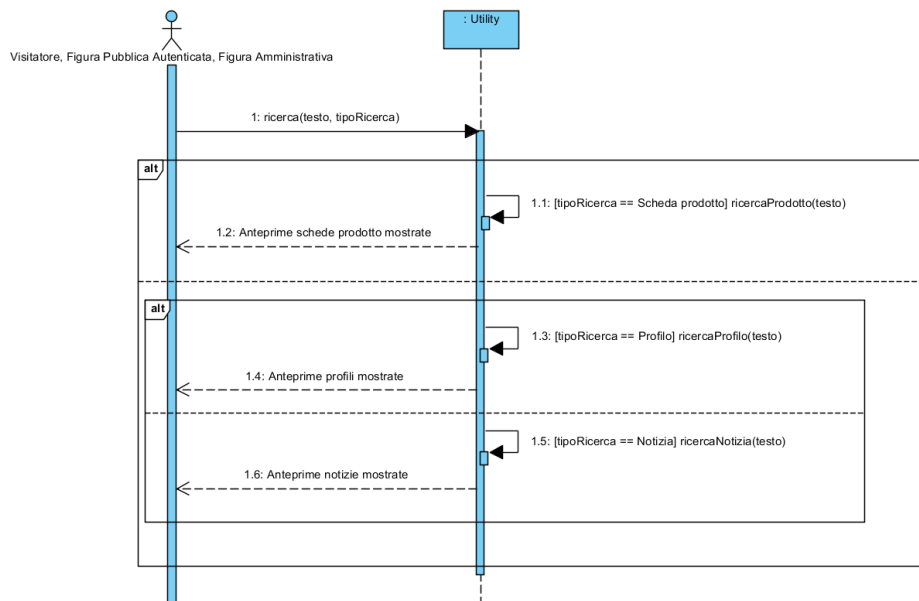 : Utility
Visitatore, Figura Pubblica Autenticata, Figura Amministrativa
1: ricerca(testo, tipoRicerca)
alt
1.1: [tipoRicerca == Scheda prodotto] ricercaProdotto(testo)
1.2: Anteprime schede prodotto mostrate
alt
1.3: [tipoRicerca == Profilo] ricercaProfilo(testo)
1.4: Anteprime profili mostrate
1.5: [tipoRicerca == Notizia] ricercaNotizia(testo)
1.6: Anteprime notizie mostrate